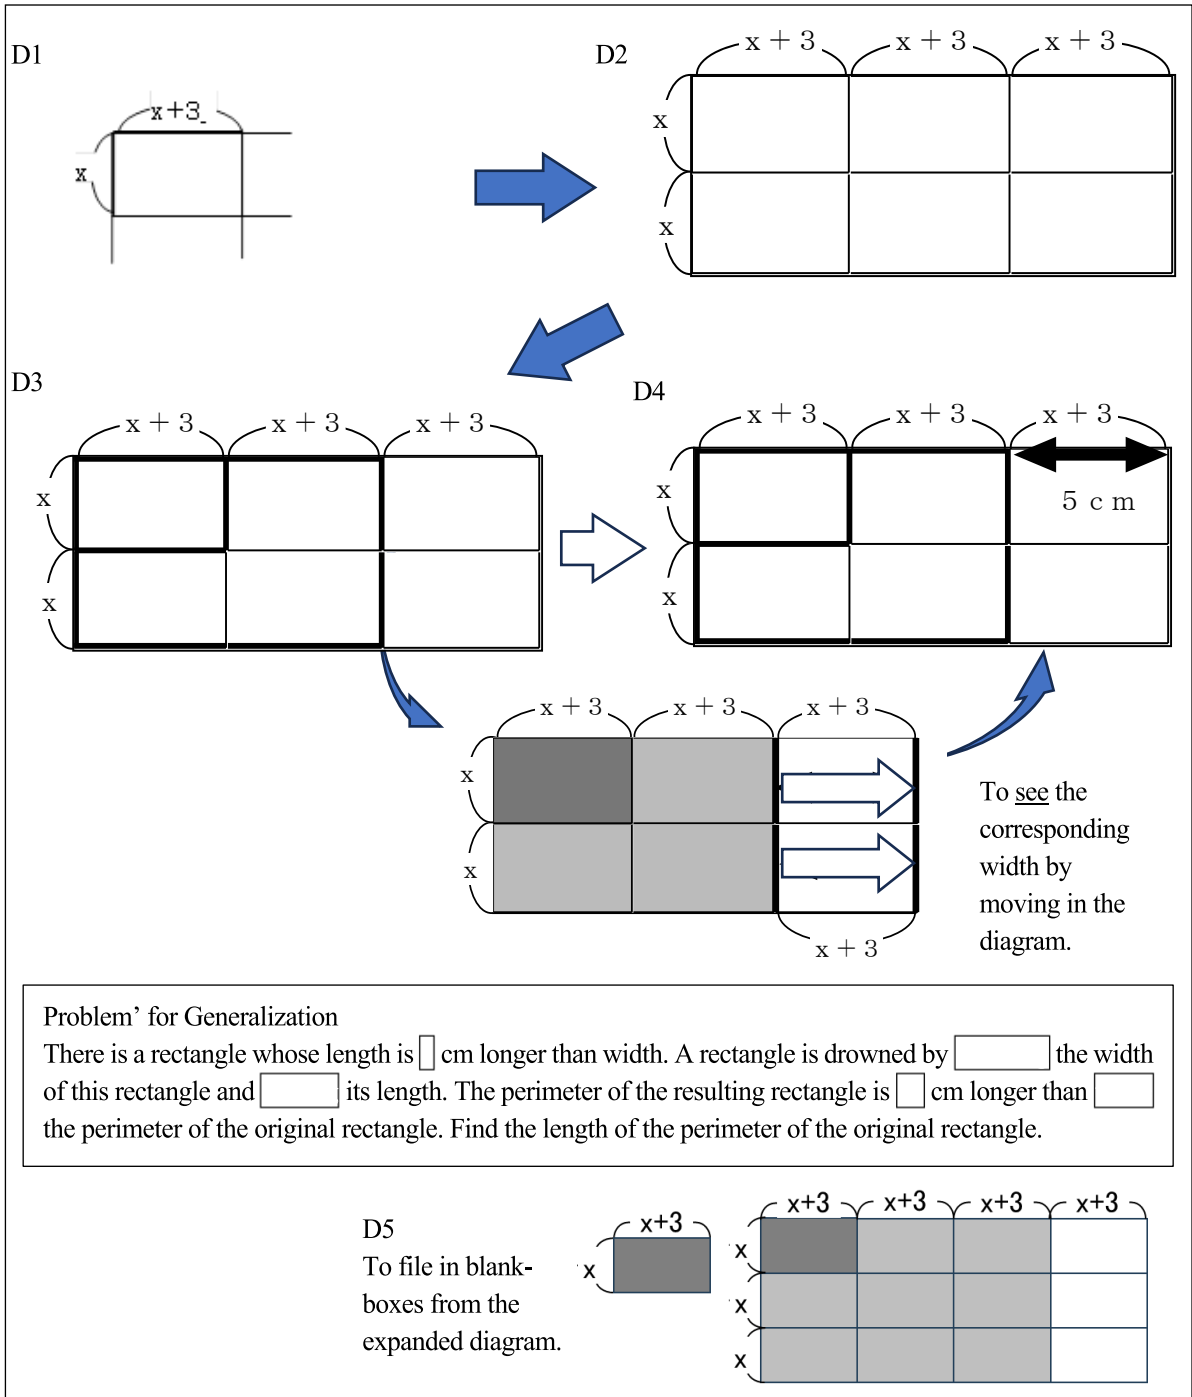 D1
x+3
x
D2
x + 3 x + 3 x + 3
x
x
D3
x + 3 x + 3 x + 3
x
x
D4
x + 3 x + 3 x + 3
x
5 c m
x
x + 3 x + 3 x + 3
x
x
x + 3
To see the
corresponding
width by
moving in the
diagram.
Problem’ for Generalization
There is a rectangle whose length is cm longer than width. A rectangle is drowned by the width
of this rectangle and its length. The perimeter of the resulting rectangle is cm longer than
the perimeter of the original rectangle. Find the length of the perimeter of the original rectangle.
D5
To file in blank-
boxes from the
expanded diagram.
x+3
x
x+3 x+3 x+3 x+3
x
x
x